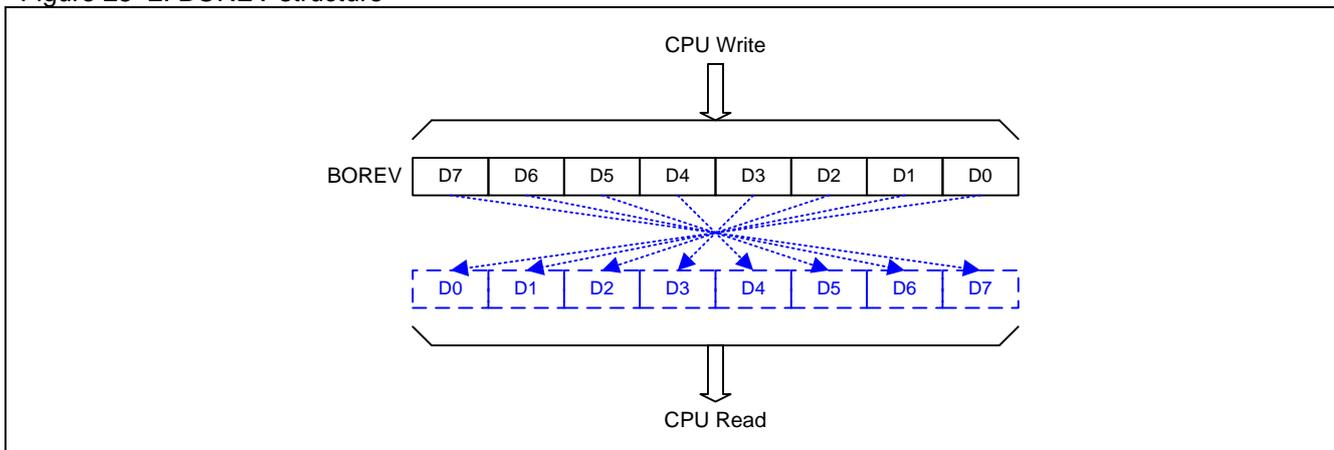 Figure 28-2. BOREV structure
CPU Write
BOREV D7 D6 D5 D4 D3 D2 D1 D0
D0 D1 D2 D3 D4 D5 D6 D7
CPU Read